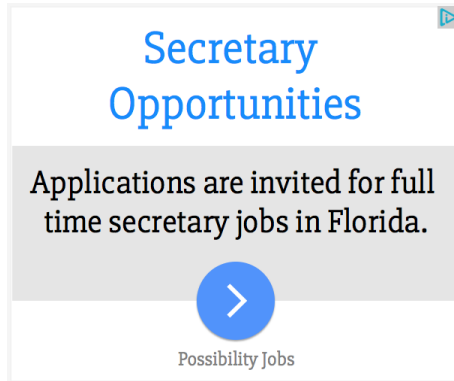 Secretary
Opportunities
Applications are invited for full
time secretary jobs in Florida.
Possibility Jobs